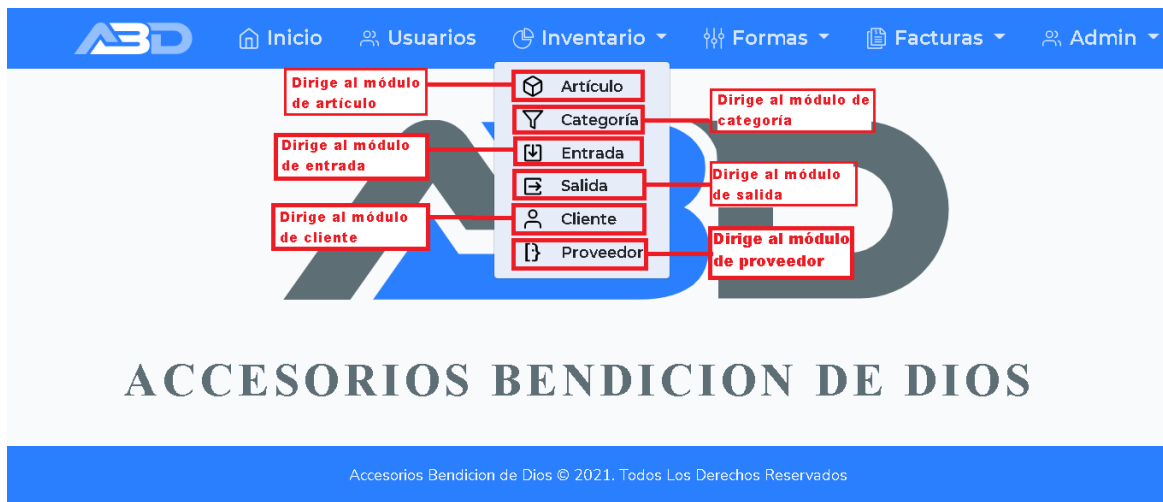 ABD
Inicio
Usuarios
Inventario
Formas
Facturas
Admin
Dirige al módulo
de artículo
Artículo
Dirige al módulo de
categoría
Categoría
Dirige al módulo
de entrada
Entrada
Dirige al módulo
de salida
Salida
Dirige al módulo
de cliente
Cliente
Dirige al módulo
de proveedor
Proveedor
ABD
ACCESORIOS BENDICION DE DIOS
Accesorios Bendicion de Dios © 2021. Todos Los Derechos Reservados